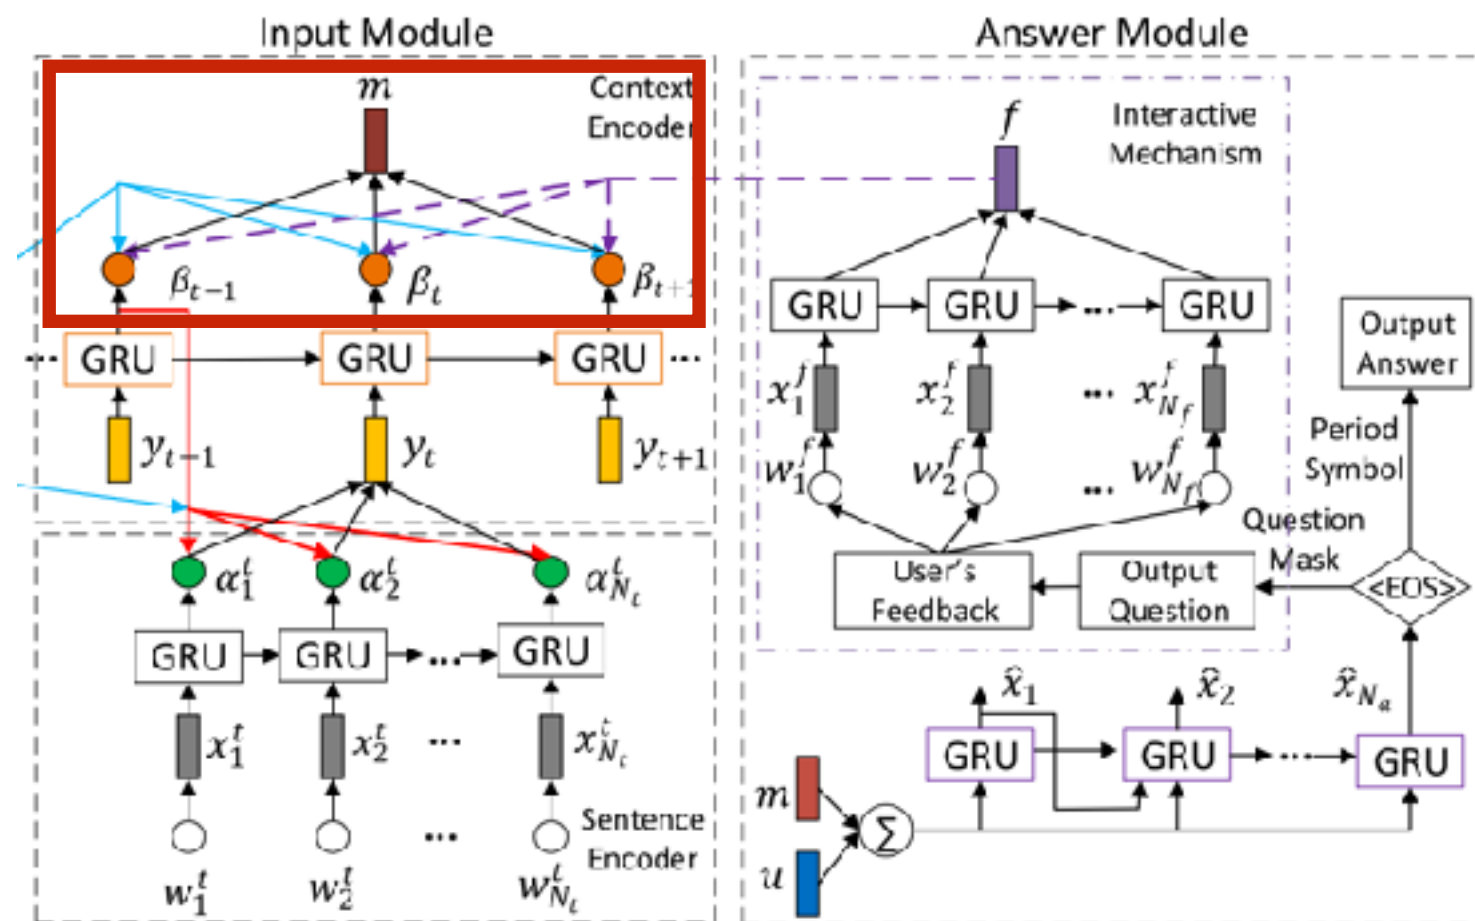 Input Module
Context
Encoder
m
β_{t-1}
β_t
β_{t+1}
... GRU
GRU
GRU ...
y_{t-1}
y_t
y_{t+1}
α_1^t
α_2^t
α_{N_t}^t
GRU
GRU
...
GRU
x_1^t
x_2^t
...
x_{N_t}^t
Sentence
Encoder
...
w_1^t
w_2^t
w_{N_t}^t
Answer Module
Interactive
Mechanism
f
GRU
GRU
...
GRU
x_1^f
x_2^f
...
x_{N_f}^f
w_1^f
w_2^f
...
w_{N_f}^f
User's
Feedback
Output
Question
Question
Mask
<EOS>
Period
Symbol
Output
Answer
x̂_1
x̂_2
x̂_{N_a}
GRU
GRU
...
GRU
m
u
Σ